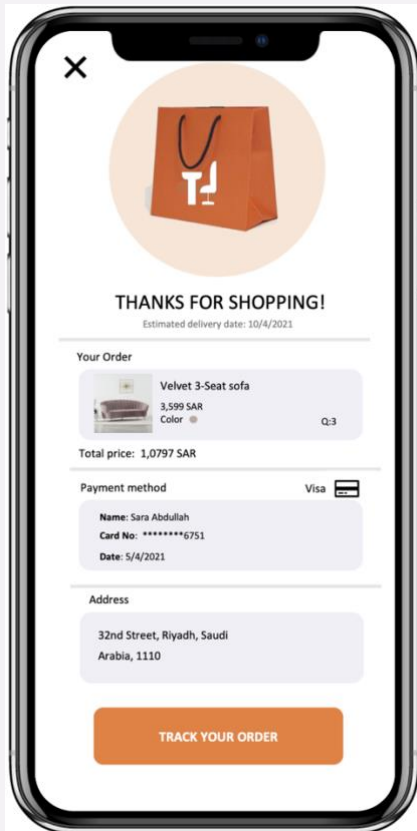 THANKS FOR SHOPPING!
Estimated delivery date: 10/4/2021
Your Order
Velvet 3-Seat sofa
3,599 SAR
Color
Q:3
Total price: 1,0797 SAR
Payment method
Visa
Name: Sara Abdullah
Card No: ********6751
Date: 5/4/2021
Address
32nd Street, Riyadh, Saudi
Arabia, 1110
TRACK YOUR ORDER